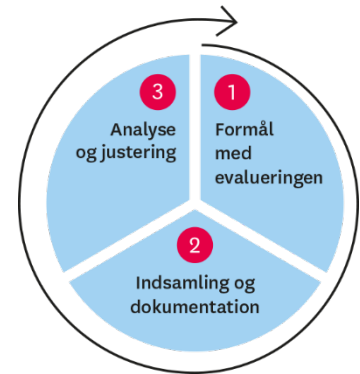 1
Formål
med
evalueringen
2
Indsamling og
dokumentation
3
Analyse
og justering